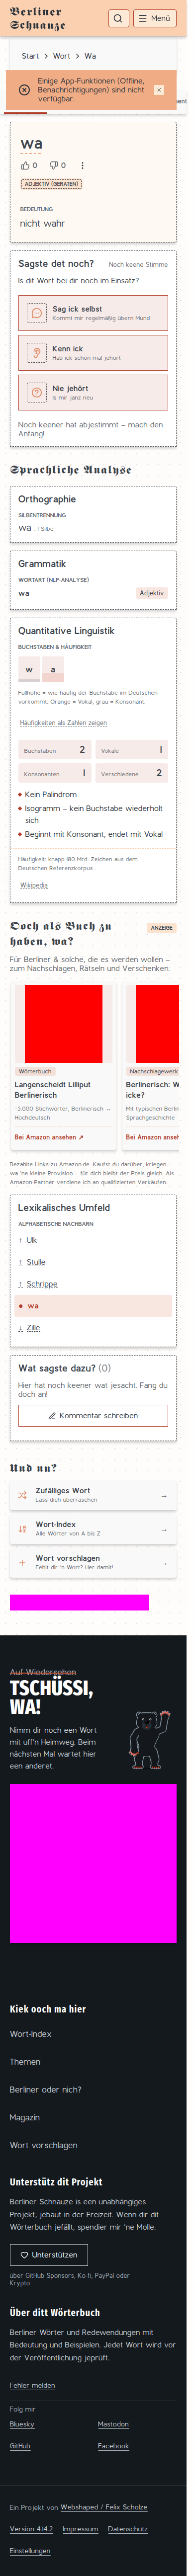 Berliner
Schnauze
Menü
Start > Wort > Wa
Einige App-Funktionen (Offline,
Benachrichtigungen) sind nicht
verfügbar.
wa
0 0
ADJEKTIV (GERATEN)
BEDEUTUNG
nicht wahr
Sagste det noch?
Noch keene Stimme
Is dit Wort bei dir noch im Einsatz?
Sag ick selbst
Kommt mir regelmäßig übern Mund
Kenn ick
Hab ick schon mal jehört
Nie jehört
Is mir janz neu
Noch keener hat abjestimmt – mach den
Anfang!
Sprachliche Analyse
Orthographie
SILBENTRENNUNG
wa 1 Silbe
Grammatik
WORTART (NLP-ANALYSE)
wa Adjektiv
Quantitative Linguistik
BUCHSTABEN & HÄUFIGKEIT
w a
Füllhöhe = wie häufig der Buchstabe im Deutschen
vorkommt. Orange = Vokal, grau = Konsonant.
Häufigkeiten als Zahlen zeigen
Buchstaben 2 Vokale 1
Konsonanten 1 Verschiedene 2
Kein Palindrom
Isogramm – kein Buchstabe wiederholt
sich
Beginnt mit Konsonant, endet mit Vokal
Häufigkeit: knapp 180 Mrd. Zeichen aus dem
Deutschen Referenzkorpus
Wikipedia
Ooch als Buch zu
haben, wa?
ANZEIGE
Für Berliner & solche, die es werden wollen –
zum Nachschlagen, Rätseln und Verschenken.
Wörterbuch
Langenscheidt Lilliput
Berlinerisch
Nachschlagewerk
Berlinerisch: W
icke?
Bei Amazon ansehen ↗
Bezahlte Links zu Amazon.de. Kaufst du darüber, kriegen
wa 'ne kleine Provision – für dich bleibt der Preis gleich. Als
Amazon-Partner verdiene ich an qualifizierten Verkäufen.
Lexikalisches Umfeld
ALPHABETISCHE NACHBARN
↑ Ulk
↑ Stulle
↑ Schrippe
● wa
↓ Zille
Wat sagste dazu? (0)
Hier hat noch keener wat jesacht. Fang du
doch an!
Kommentar schreiben
Und nu?
Zufälliges Wort
Lass dich überraschen
→
Wort-Index
Alle Wörter von A bis Z
→
Wort vorschlagen
Fehlt dir 'n Wort? Her damit!
→
Auf Wiedersehen
TSCHÜSSI,
WA!
Nimm dir noch een Wort
mit uff'n Heimweg. Beim
nächsten Mal wartet hier
een anderet.
Kiek ooch ma hier
Wort-Index
Themen
Berliner oder nich?
Magazin
Wort vorschlagen
Unterstütz dit Projekt
Berliner Schnauze is een unabhängiges
Projekt, jebaut in der Freizeit. Wenn dir dit
Wörterbuch jefällt, spendier uns 'ne Molle.
Unterstützen
über GitHub Sponsors, Ko-fi, PayPal oder
Krypto
Über ditt Wörterbuch
Berliner Wörter und Redewendungen mit
Bedeutung und Beispielen. Jedet Wort wird vor
der Veröffentlichung geprüft.
Fehler melden
Folg mir
Bluesky Mastodon
GitHub Facebook
Ein Projekt von Webshaped / Felix Scholze
Version 4.14.2 Impressum Datenschutz
Einstellungen